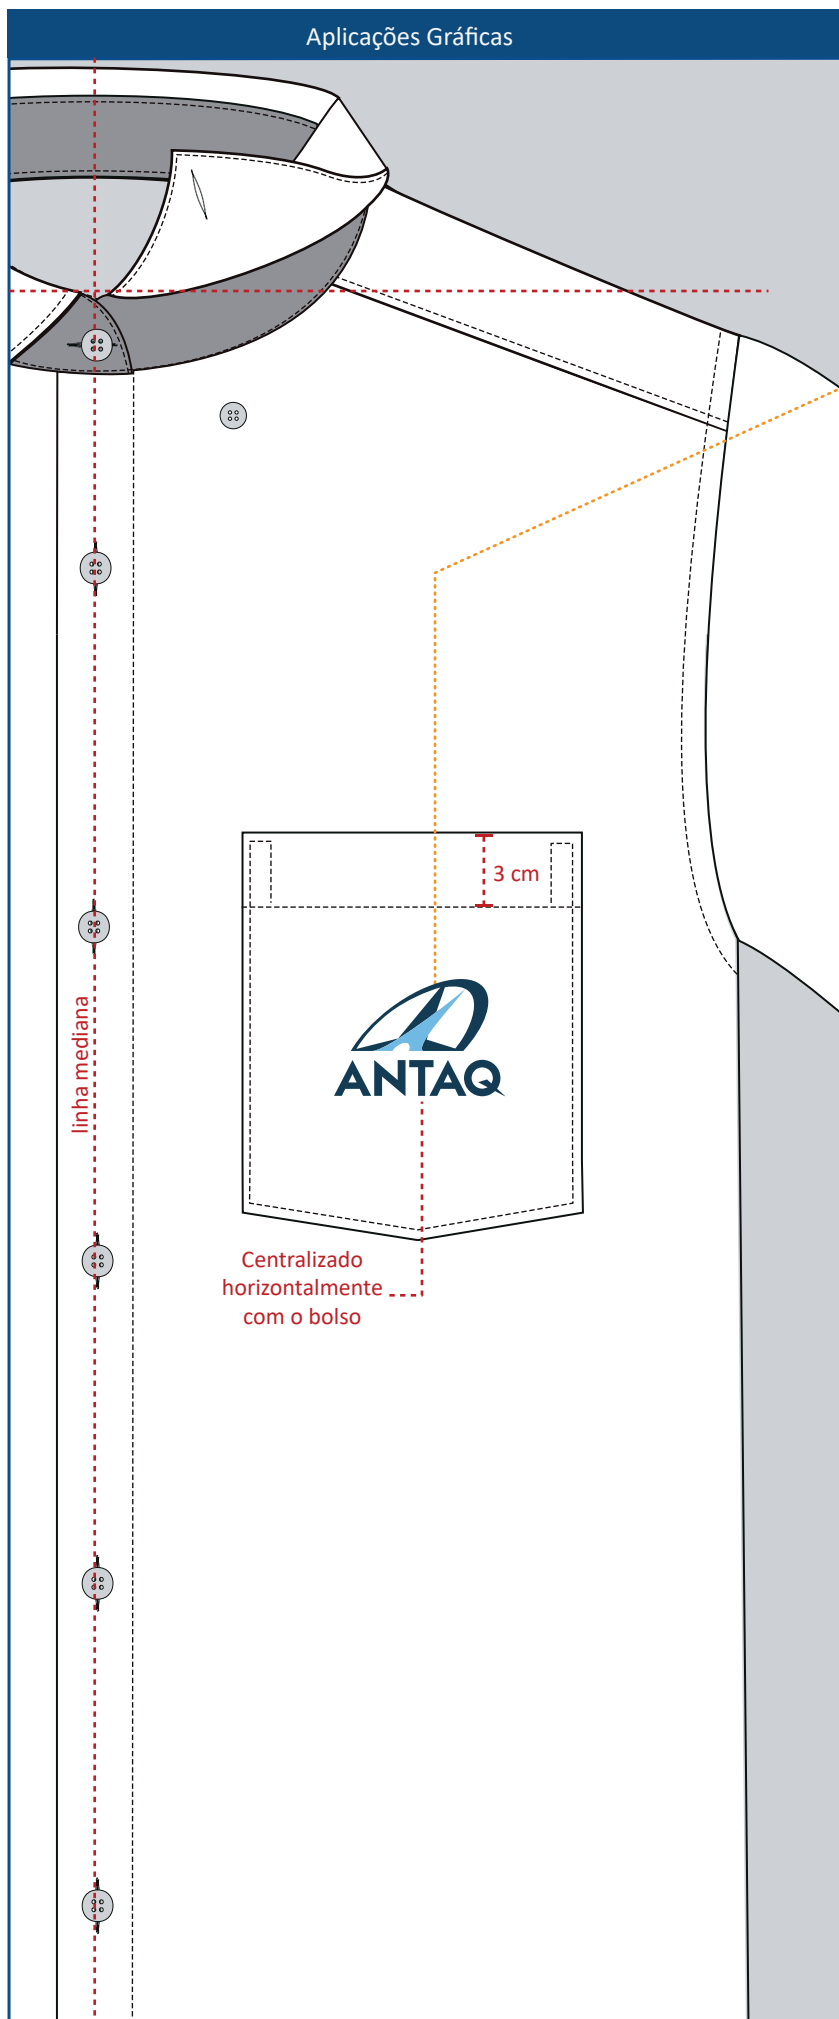 Aplicações Gráficas
3 cm
ANTAQ
linha mediana
Centralizado
horizontalmente
com o bolso